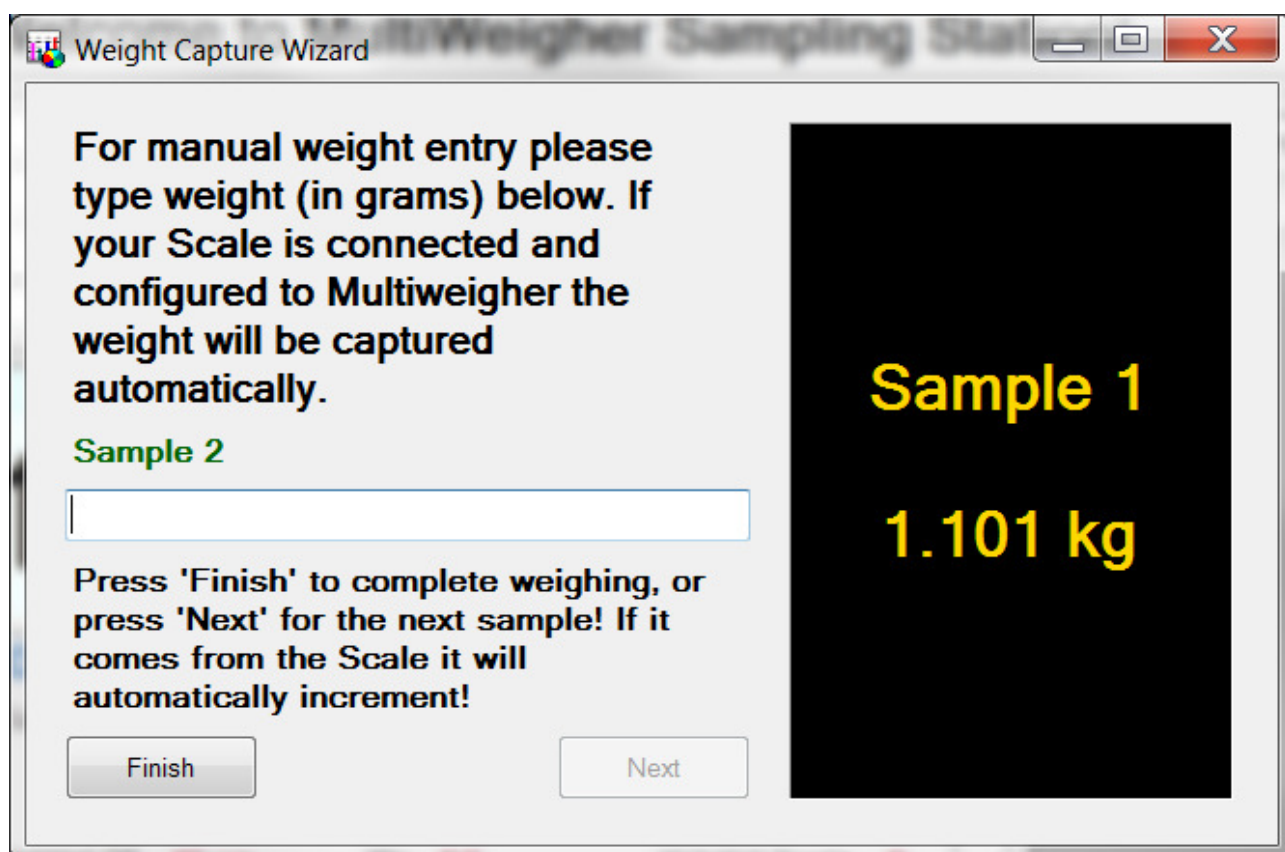 Weight Capture Wizard
For manual weight entry please
type weight (in grams) below. If
your Scale is connected and
configured to Multiweigher the
weight will be captured
automatically.
Sample 2
Press 'Finish' to complete weighing, or
press 'Next' for the next sample! If it
comes from the Scale it will
automatically increment!
Finish
Next
Sample 1
1.101 kg